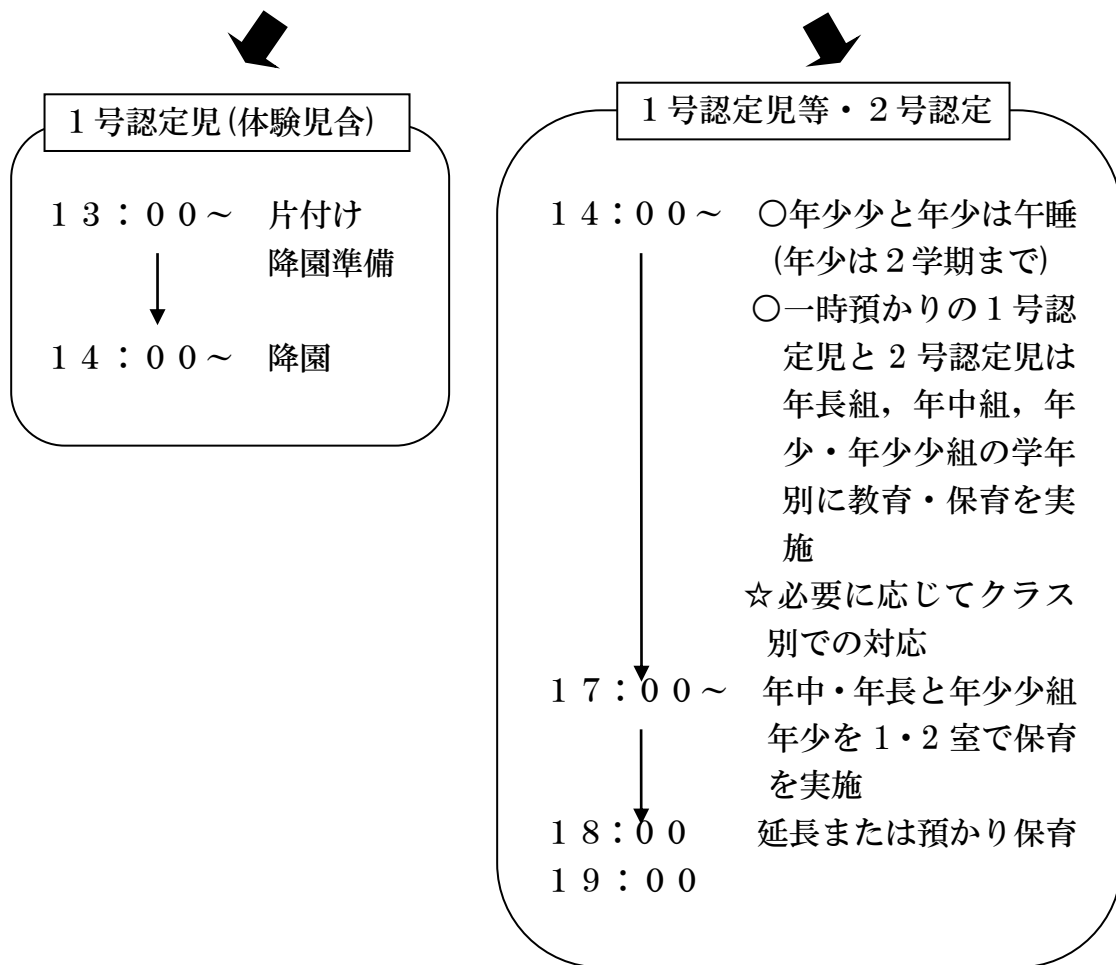 1号認定児(体験児含)
13:00~ 片付け
降園準備
14:00~ 降園
1号認定児等・2号認定
14:00~ ○年少少と年少は午睡
(年少は2学期まで)
○一時預かりの1号認
定児と2号認定児は
年長組，年中組，年
少・年少少組の学年
別に教育・保育を実
施
☆必要に応じてクラス
別での対応
17:00~ 年中・年長と年少少組
年少を1・2室で保育
を実施
18:00 延長または預かり保育
19:00